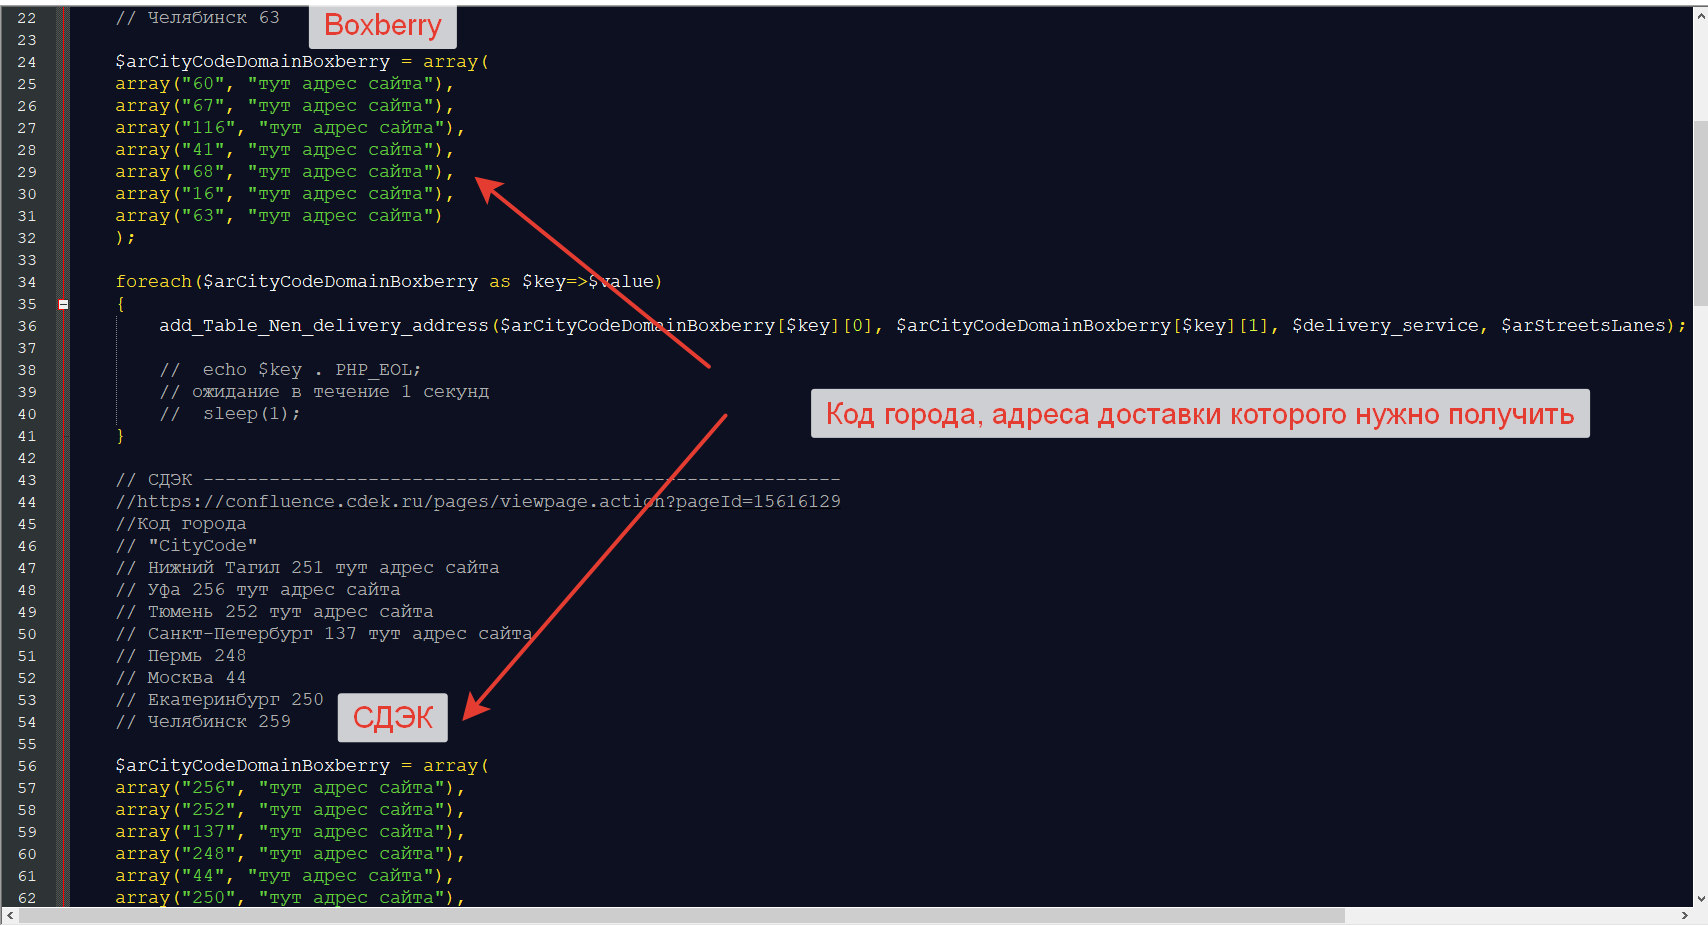 22 // Челябинск 63
Boxberry
23
24 $arCityCodeDomainBoxberry = array(
25 array("60", "тут адрес сайта"),
26 array("67", "тут адрес сайта"),
27 array("116", "тут адрес сайта"),
28 array("41", "тут адрес сайта"),
29 array("68", "тут адрес сайта"),
30 array("16", "тут адрес сайта"),
31 array("63", "тут адрес сайта")
32 );
33
34 foreach($arCityCodeDomainBoxberry as $key=>$value)
35 {
36 add_Table_Nen_delivery_address($arCityCodeDomainBoxberry[$key][0], $arCityCodeDomainBoxberry[$key][1], $delivery_service, $arStreetsLanes);
37
38 // echo $key . PHP_EOL;
39 // ожидание в течение 1 секунд
40 // sleep(1);
Код города, адреса доставки которого нужно получить
41 }
42
43 // СДЭК ----------------------------------------------------------
44 //https://confluence.cdek.ru/pages/viewpage.action?pageId=15616129
45 //Код города
46 // "CityCode"
47 // Нижний Тагил 251 тут адрес сайта
48 // Уфа 256 тут адрес сайта
49 // Тюмень 252 тут адрес сайта
50 // Санкт-Петербург 137 тут адрес сайта
51 // Пермь 248
52 // Москва 44
53 // Екатеринбург 250
54 // Челябинск 259
СДЭК
55
56 $arCityCodeDomainBoxberry = array(
57 array("256", "тут адрес сайта"),
58 array("252", "тут адрес сайта"),
59 array("137", "тут адрес сайта"),
60 array("248", "тут адрес сайта"),
61 array("44", "тут адрес сайта"),
62 array("250", "тут адрес сайта"),